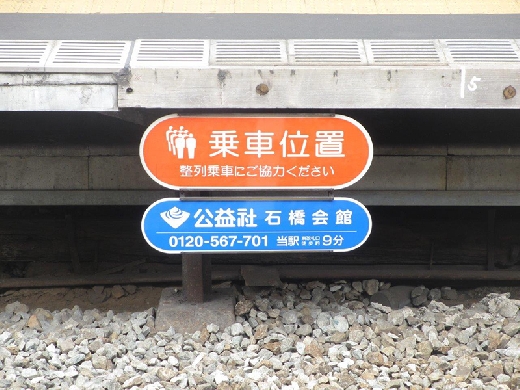 乗車位置
整列乗車にご協力ください
公益社 石橋会館
0120-567-701 当駅 9分
15